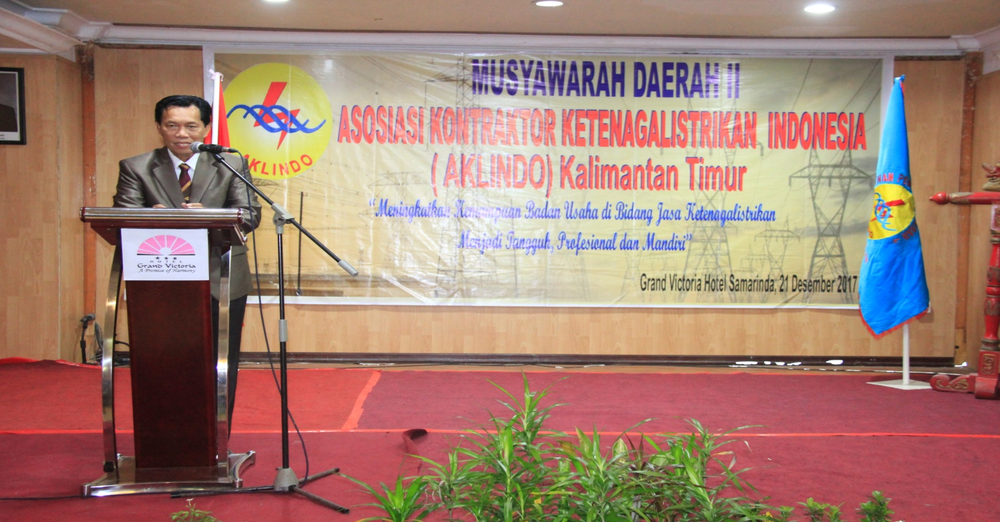 MUSYAWARAH DAERAH II
ASOSIASI KONTRAKTOR KETENAGALISTRIKAN INDONESIA
( AKLINDO) Kalimantan Timur
"Meningkatkan Kemampuan Badan Usaha di Bidang Jasa Ketenagalistrikan
Menjadi Tangguh, Profesional dan Mandiri"
Grand Victoria Hotel Samarinda, 21 Desember 2017
AKLINDO
HOTEL
Grand Victoria
A Promise of Harmony